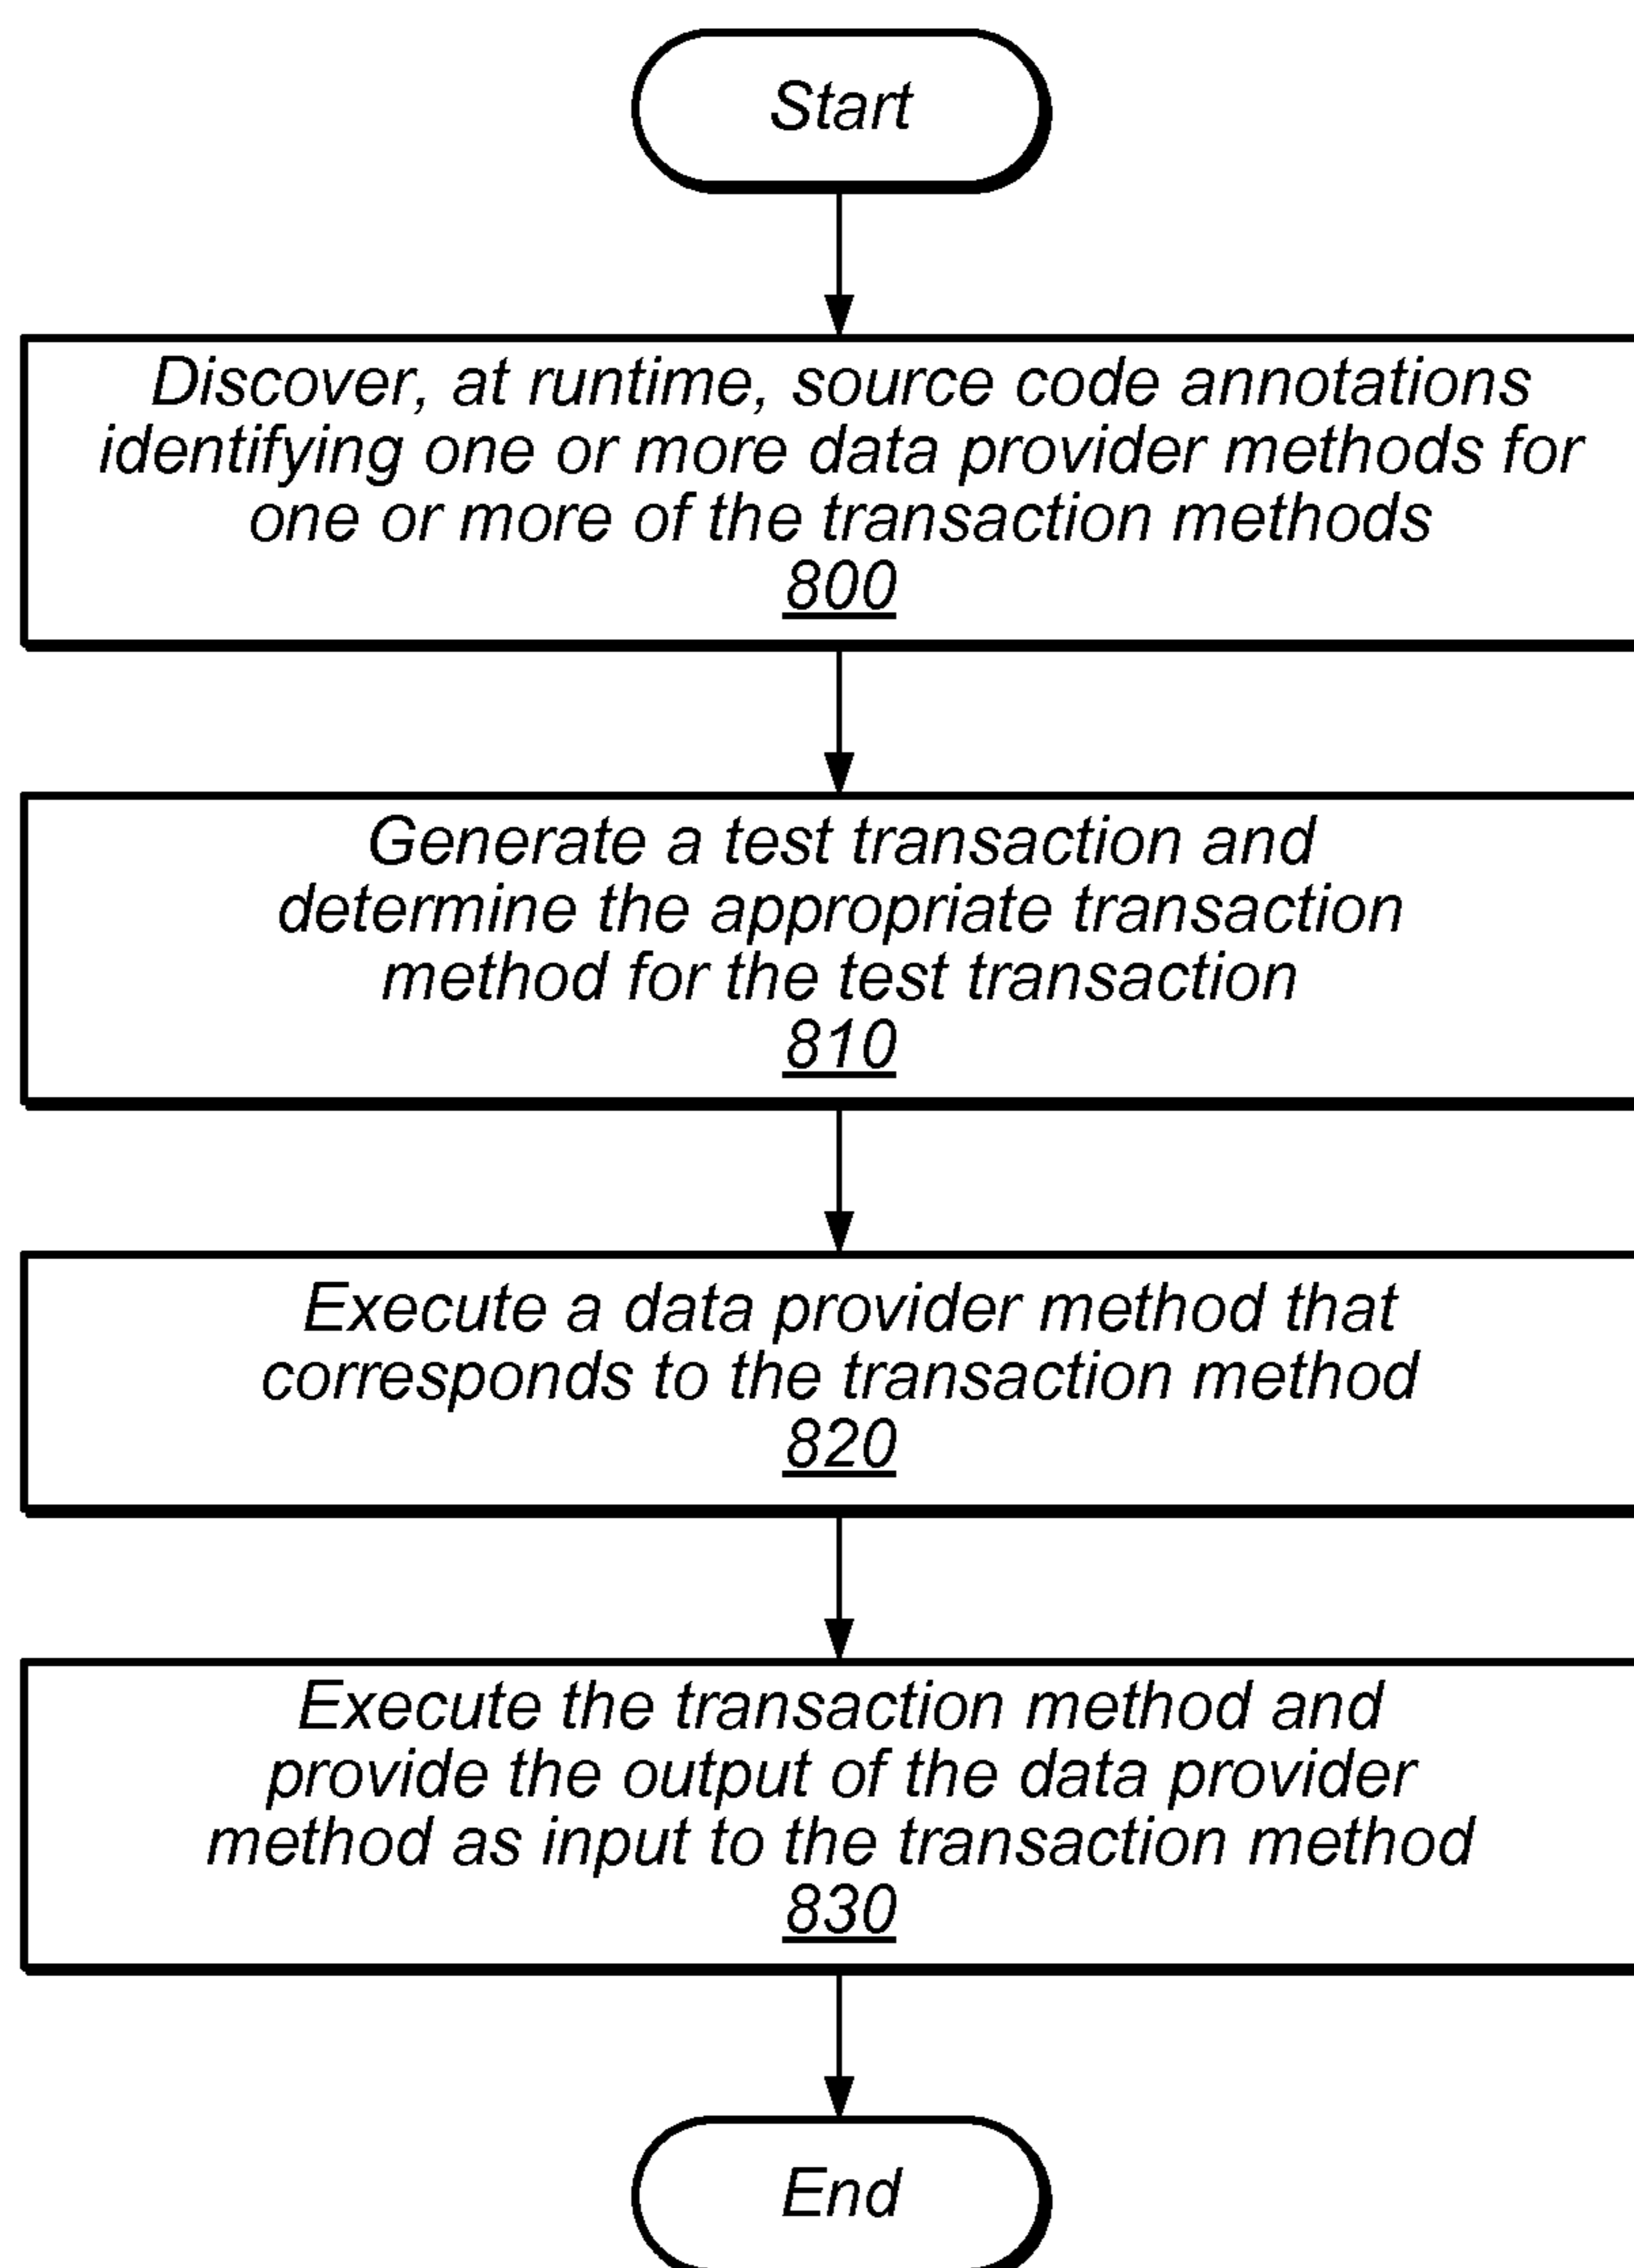 Start
Discover, at runtime, source code annotations
identifying one or more data provider methods for
one or more of the transaction methods
800
Generate a test transaction and
determine the appropriate transaction
method for the test transaction
810
Execute a data provider method that
corresponds to the transaction method
820
Execute the transaction method and
provide the output of the data provider
method as input to the transaction method
830
End